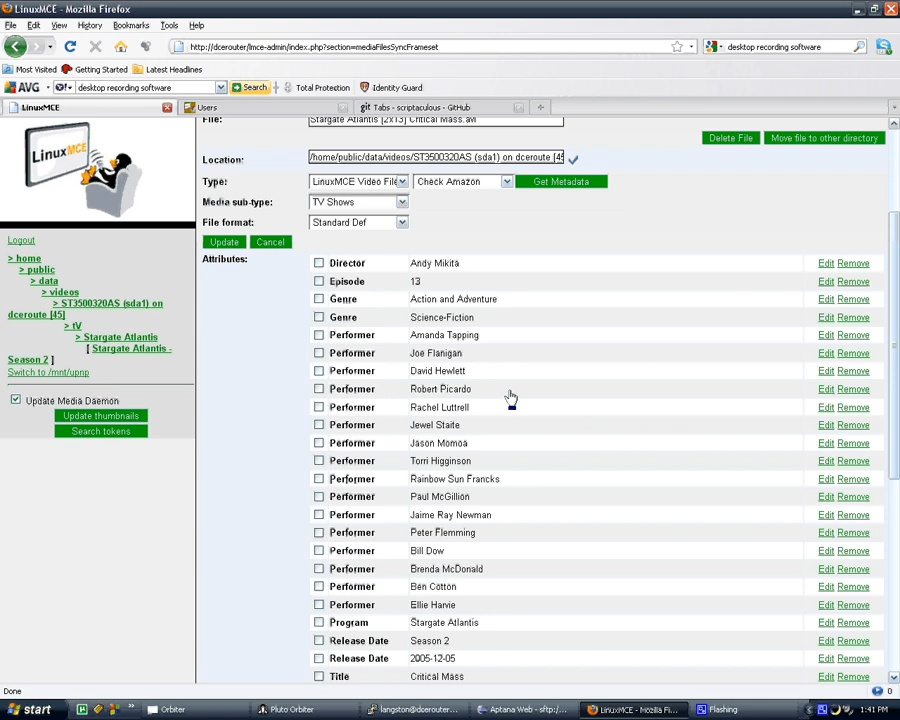 LinuxMCE - Mozilla Firefox
File Edit View History Bookmarks Tools Help
http://dcerouter/lmce-admin/index.php?section=mediaFilesSyncFrameset
desktop recording software
Most Visited Getting Started Latest Headlines
AVG desktop recording software Search Total Protection Identity Guard
LinuxMCE Users Tabs - scriptaculous - GitHub
File: Stargate Atlantis [2x13] Critical Mass.avi
Delete File Move file to other directory
LinuxMCE
Location: /home/public/data/videos/ST3500320AS (sda1) on dceroute [45
Type: LinuxMCE Video File Check Amazon Get Metadata
Media sub-type: TV Shows
File format: Standard Def
Update Cancel
Logout
> home
> public
> data
> videos
> ST3500320AS (sda1) on
dceroute [45]
> tV
> Stargate Atlantis
[ Stargate Atlantis -
Season 2 ]
Switch to /mnt/upnp
Update Media Daemon
Update thumbnails
Search tokens
Attributes:
Director Andy Mikita Edit Remove
Episode 13 Edit Remove
Genre Action and Adventure Edit Remove
Genre Science-Fiction Edit Remove
Performer Amanda Tapping Edit Remove
Performer Joe Flanigan Edit Remove
Performer David Hewlett Edit Remove
Performer Robert Picardo Edit Remove
Performer Rachel Luttrell Edit Remove
Performer Jewel Staite Edit Remove
Performer Jason Momoa Edit Remove
Performer Torri Higginson Edit Remove
Performer Rainbow Sun Francks Edit Remove
Performer Paul McGillion Edit Remove
Performer Jaime Ray Newman Edit Remove
Performer Peter Flemming Edit Remove
Performer Bill Dow Edit Remove
Performer Brenda McDonald Edit Remove
Performer Ben Cotton Edit Remove
Performer Ellie Harvie Edit Remove
Program Stargate Atlantis Edit Remove
Release Date Season 2 Edit Remove
Release Date 2005-12-05 Edit Remove
Title Critical Mass Edit Remove
Done 0
start Orbiter Pluto Orbiter langston@dcerouter... Aptana Web - sftp:/... LinuxMCE - Mozilla Fi... Flashing 1:41 PM